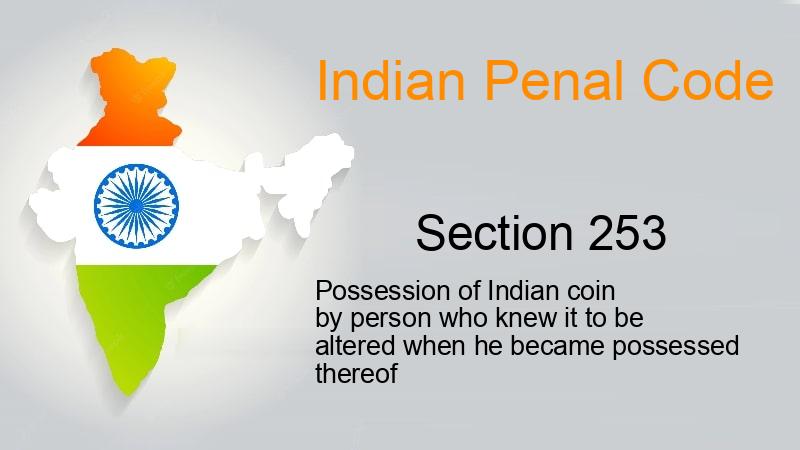 Indian Penal Code
Section 253
Possession of Indian coin
by person who knew it to be
altered when he became possessed
thereof